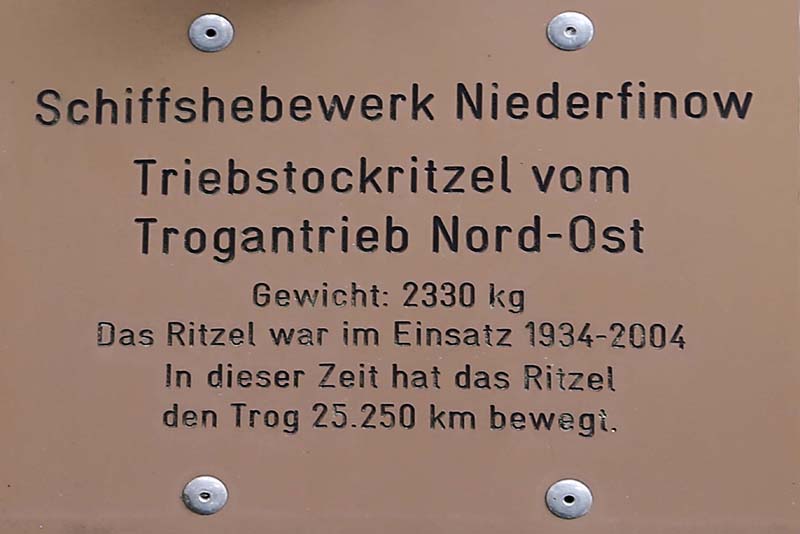 Schiffshebewerk Niederfinow
Triebstockritzel vom
Trogantrieb Nord-Ost
Gewicht: 2330 kg
Das Ritzel war im Einsatz 1934-2004
In dieser Zeit hat das Ritzel
den Trog 25.250 km bewegt.